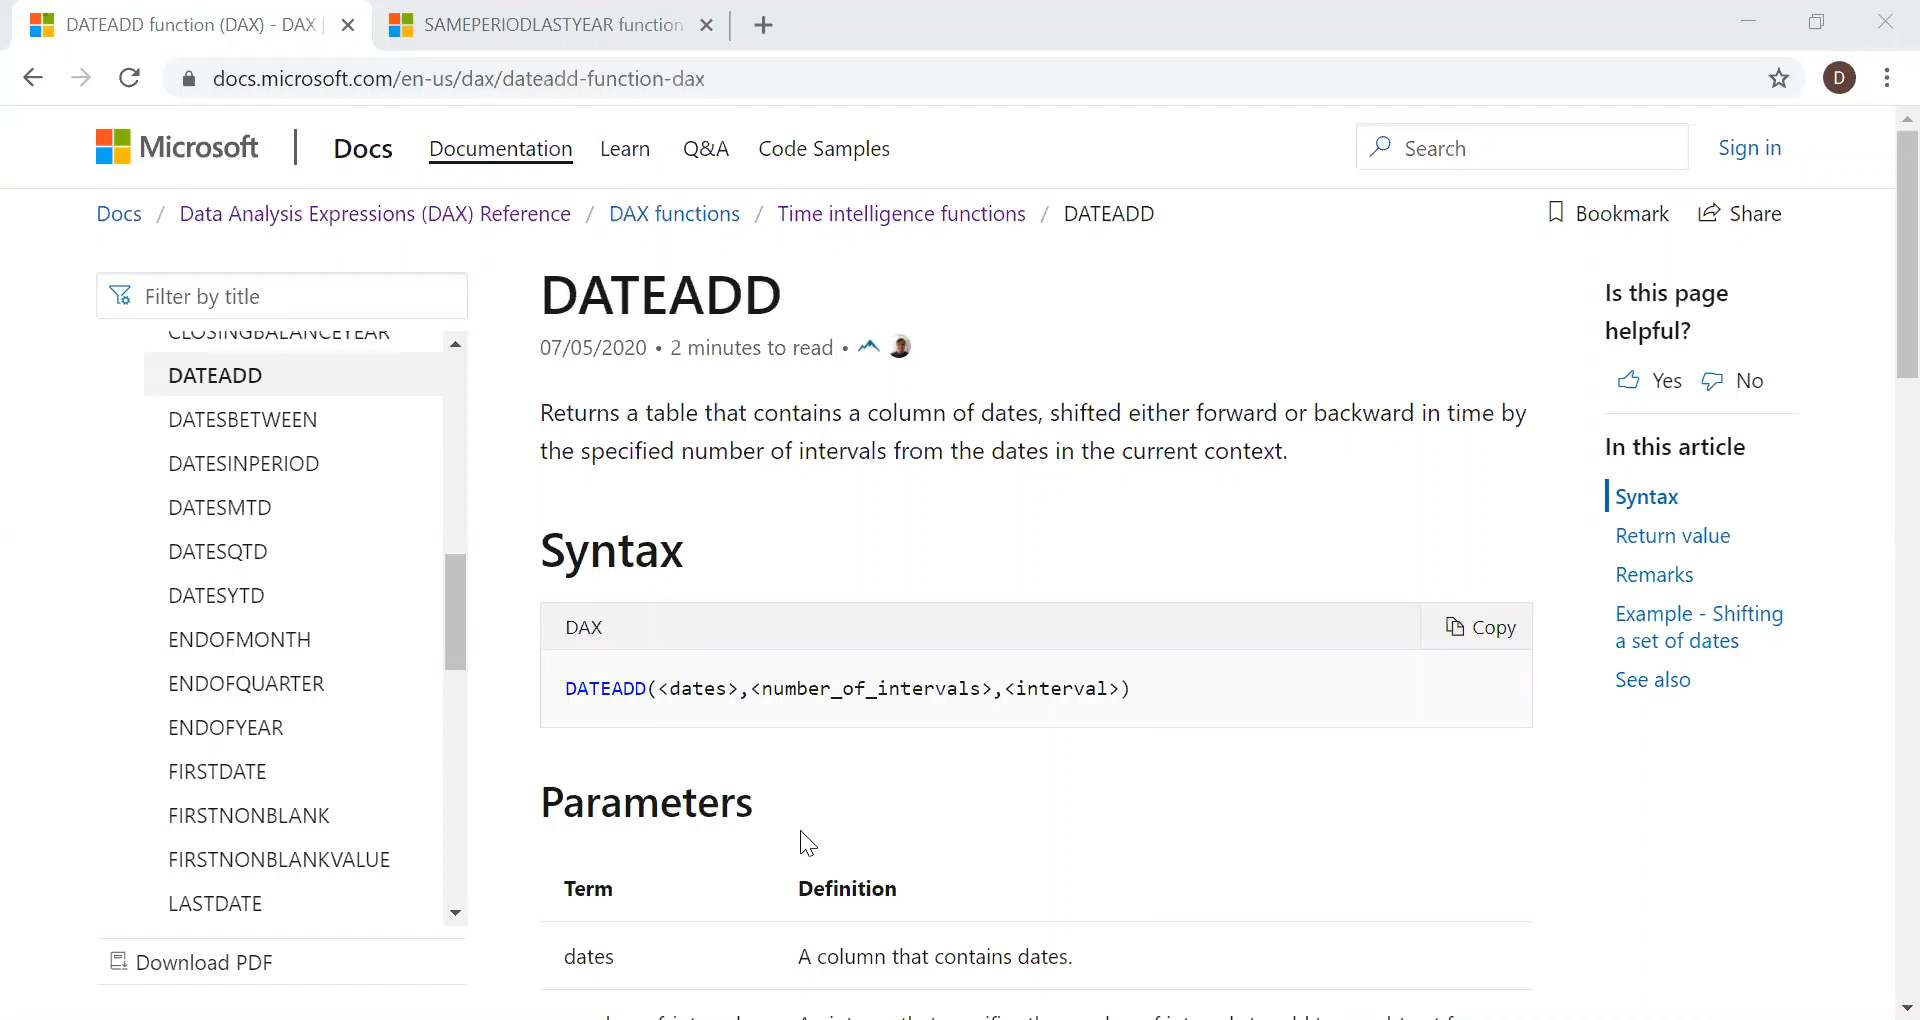 DATEADD function (DAX) - DAX
SAMEPERIODLASTYEAR function
docs.microsoft.com/en-us/dax/dateadd-function-dax
D
Microsoft
Docs
Documentation
Learn
Q&A
Code Samples
Search
Sign in
Docs / Data Analysis Expressions (DAX) Reference / DAX functions / Time intelligence functions / DATEADD
Bookmark
Share
Filter by title
CLOSINGBALANCEYEAR
DATEADD
DATESBETWEEN
DATESINPERIOD
DATESMTD
DATESQTD
DATESYTD
ENDOFMONTH
ENDOFQUARTER
ENDOFYEAR
FIRSTDATE
FIRSTNONBLANK
FIRSTNONBLANKVALUE
LASTDATE
Download PDF
DATEADD
07/05/2020 • 2 minutes to read •
Returns a table that contains a column of dates, shifted either forward or backward in time by
the specified number of intervals from the dates in the current context.
Syntax
DAX
Copy
DATEADD(<dates>,<number_of_intervals>,<interval>)
Parameters
Term
Definition
dates
A column that contains dates.
Is this page
helpful?
Yes
No
In this article
Syntax
Return value
Remarks
Example - Shifting
a set of dates
See also